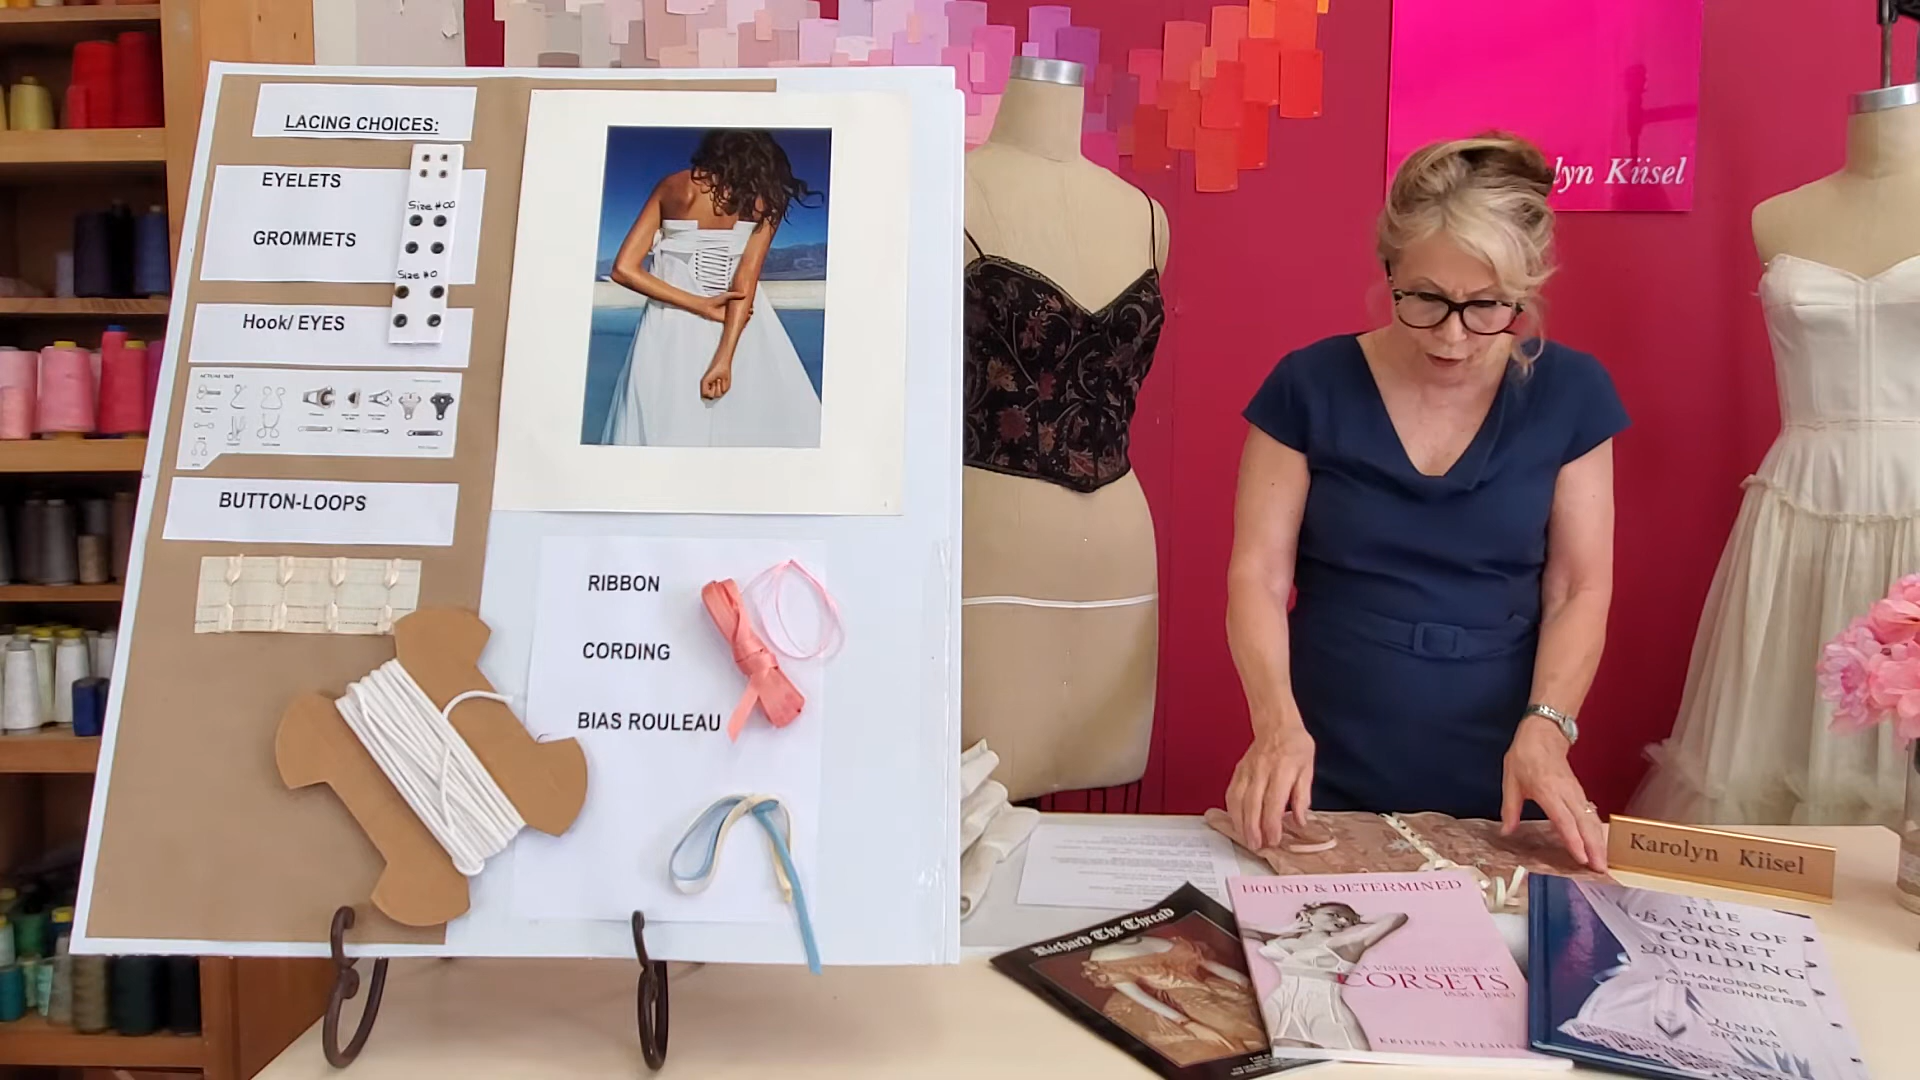 LACING CHOICES:
EYELETS
Size #00
GROMMETS
Size #0
Hook/ EYES
BUTTON-LOOPS
RIBBON
CORDING
BIAS ROULEAU
lyn Kiisel
Karolyn Kiisel
Richard The Thread
BOUND & DETERMINED
A VISUAL HISTORY OF
CORSETS
1850-1960
KRISTINA
THE
BASICS OF
CORSET
BUILDING
A HANDBOOK
FOR BEGINNERS
LINDA
SPARKS